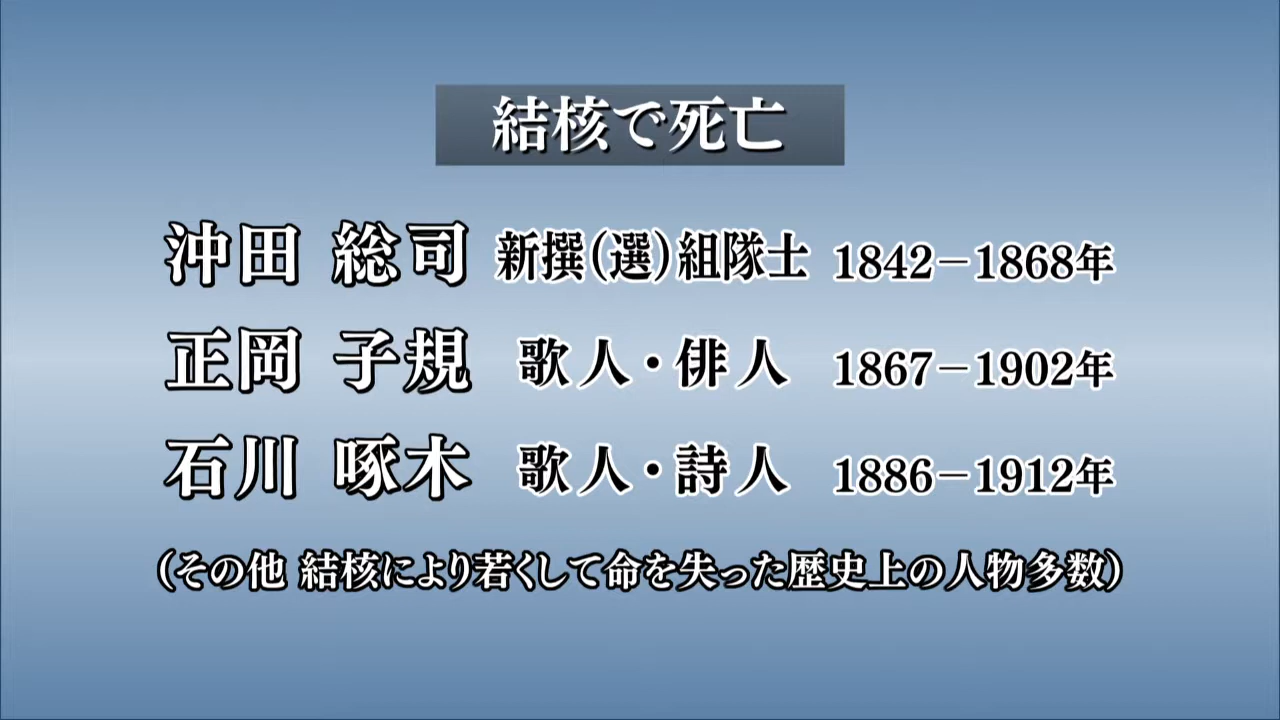 結核で死亡
沖田 総司 新撰(選)組隊士 1842－1868年
正岡 子規 歌人・俳人 1867－1902年
石川 啄木 歌人・詩人 1886－1912年
(その他 結核により若くして命を失った歴史上の人物多数)